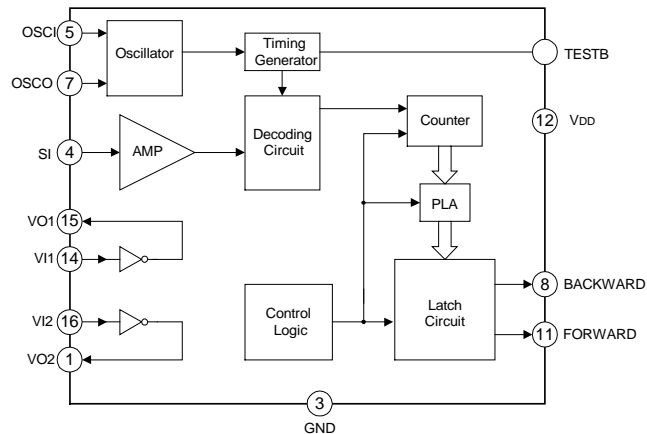 OSCI 5
OSCO 7
Oscillator
Timing
Generator
TESTB
12 VDD
SI 4
AMP
Decoding
Circuit
Counter
VO1 15
VI1 14
PLA
VI2 16
VO2 1
Control
Logic
Latch
Circuit
8 BACKWARD
11 FORWARD
3
GND